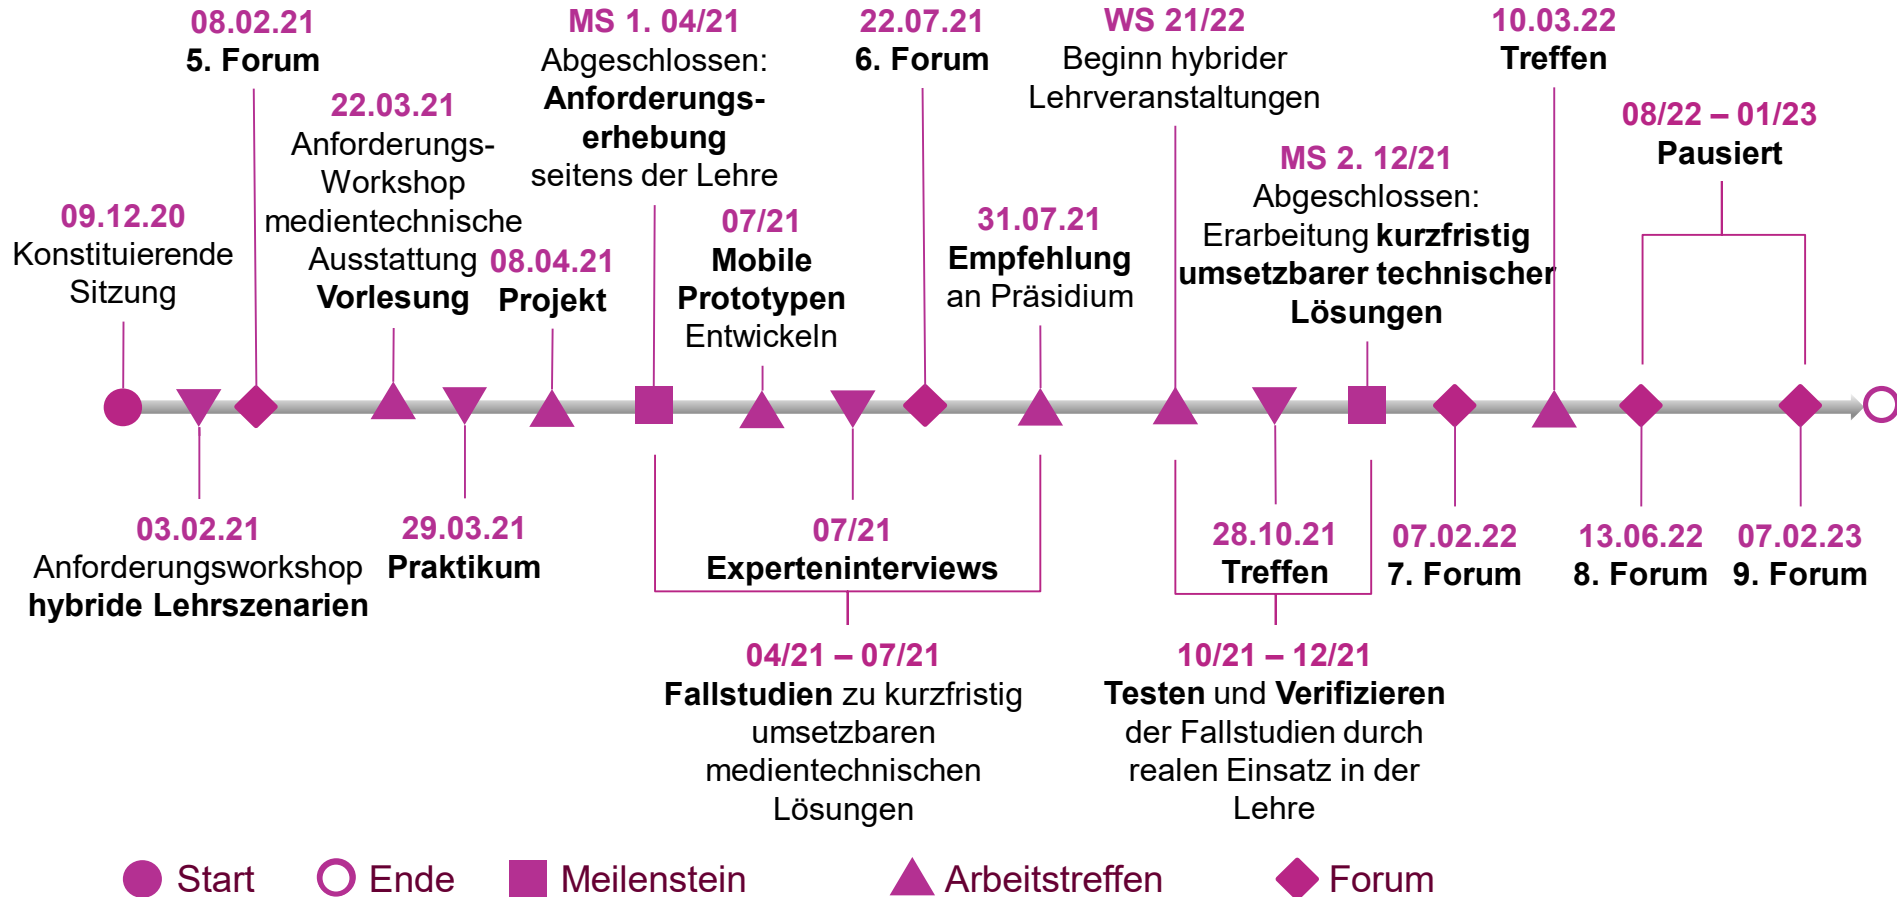 09.12.20
Konstituierende
Sitzung
03.02.21
Anforderungsworkshop
hybride Lehrszenarien
08.02.21
5. Forum
22.03.21
Anforderungs-
Workshop
medientechnische
Ausstattung
Vorlesung
29.03.21
Praktikum
08.04.21
Projekt
MS 1. 04/21
Abgeschlossen:
Anforderungs-
erhebung
seitens der Lehre
07/21
Mobile
Prototypen
Entwickeln
07/21
Experteninterviews
04/21 – 07/21
Fallstudien zu kurzfristig
umsetzbaren
medientechnischen
Lösungen
22.07.21
6. Forum
31.07.21
Empfehlung
an Präsidium
WS 21/22
Beginn hybrider
Lehrveranstaltungen
28.10.21
Treffen
10/21 – 12/21
Testen und Verifizieren
der Fallstudien durch
realen Einsatz in der
Lehre
MS 2. 12/21
Abgeschlossen:
Erarbeitung kurzfristig
umsetzbarer technischer
Lösungen
07.02.22
7. Forum
10.03.22
Treffen
13.06.22
8. Forum
08/22 – 01/23
Pausiert
07.02.23
9. Forum
Start
Ende
Meilenstein
Arbeitstreffen
Forum